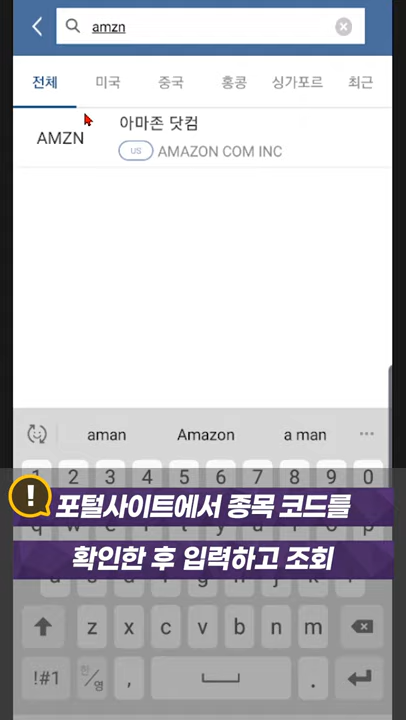 amzn
전체 미국 중국 홍콩 싱가포르 최근
아마존 닷컴
AMZN
US AMAZON COM INC
aman Amazon a man
1 2 3 4 5 6 7 8 9 0
! 포털사이트에서 종목 코드를
확인한 후 입력하고 조회
z x c v b n m
!#1 한/영 , .